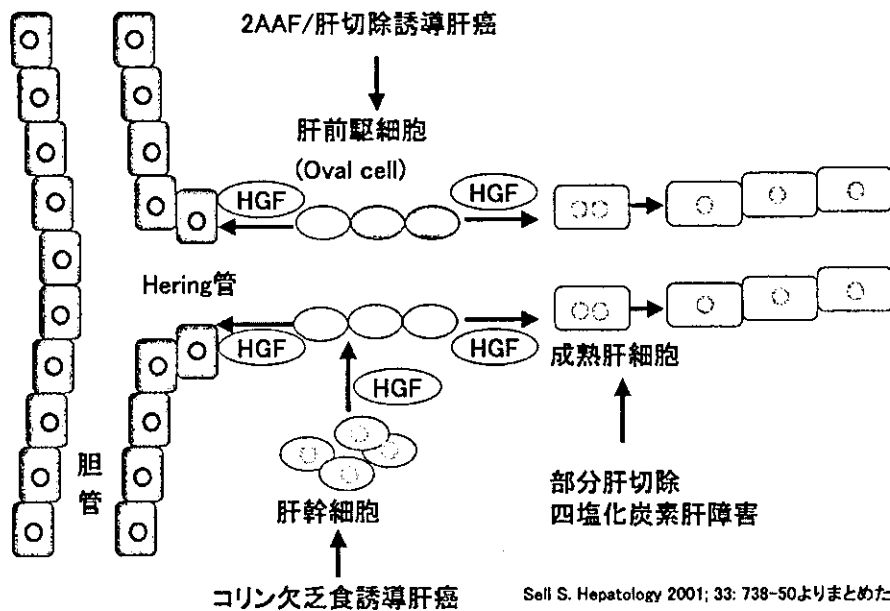 2AAF/肝切除誘導肝癌
肝前駆細胞
(Oval cell)
HGF
HGF
Hering管
HGF
HGF
成熟肝細胞
HGF
胆
管
肝幹細胞
部分肝切除
四塩化炭素肝障害
コリン欠乏食誘導肝癌
Sell S. Hepatology 2001; 33: 738-50よりまとめた